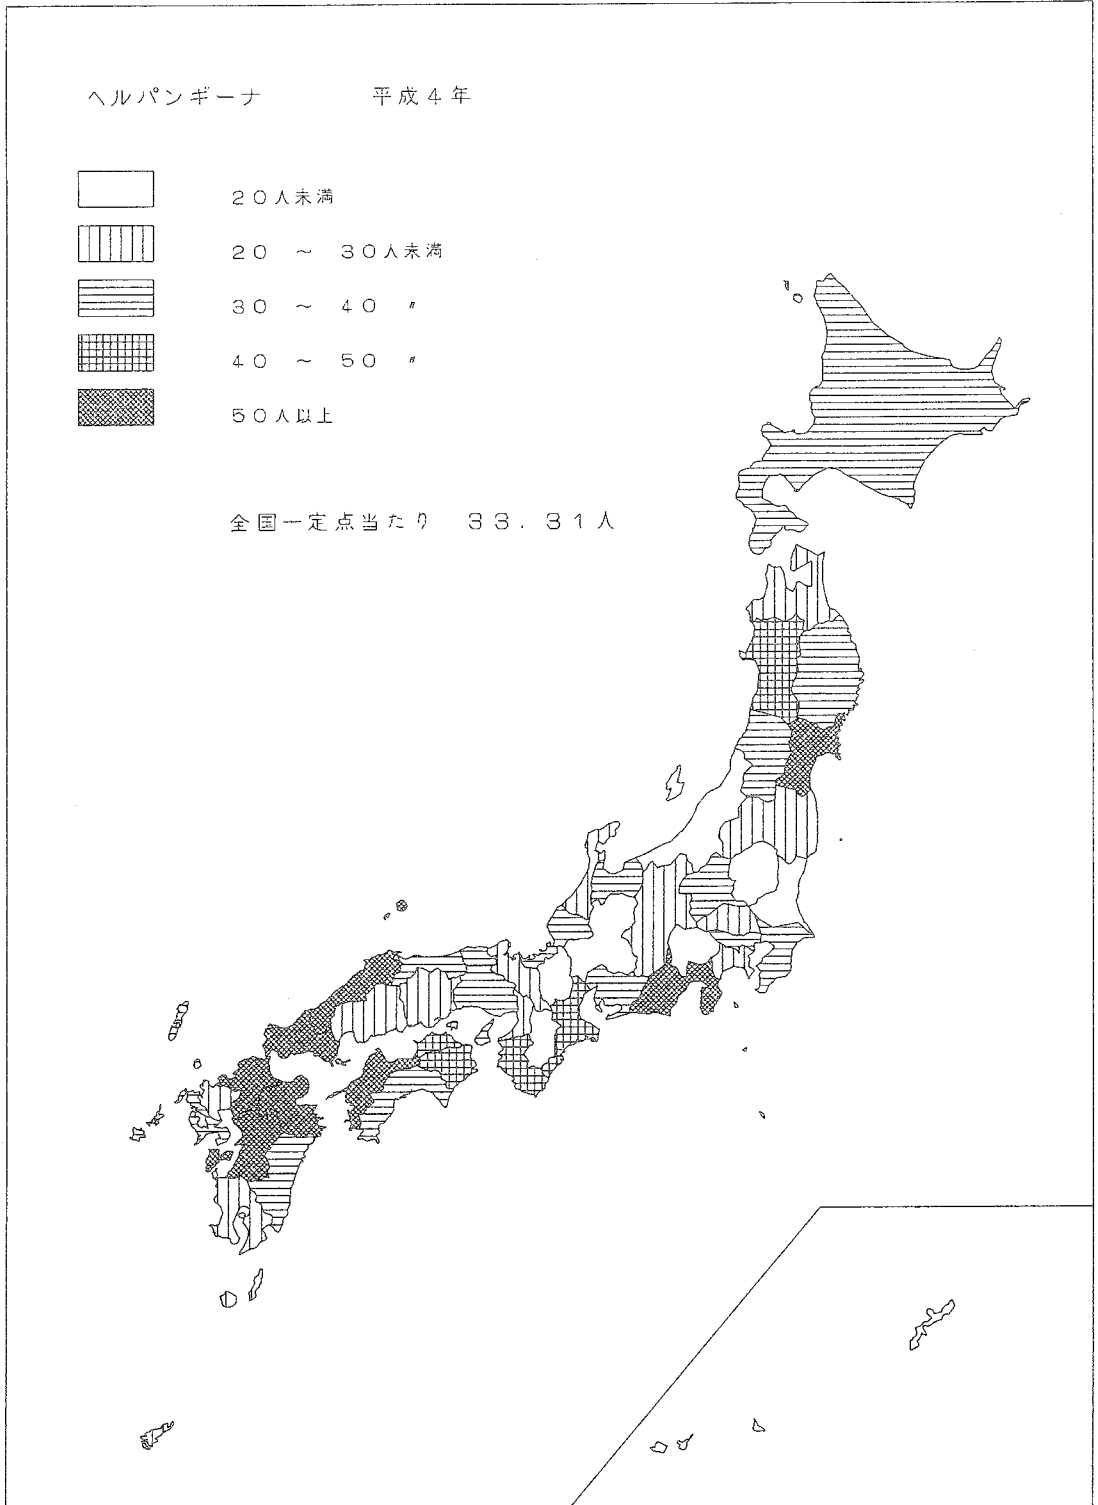 ヘルパンギーナ　平成４年
２０人未満
２０ ～ ３０人未満
３０ ～ ４０ 〃
４０ ～ ５０ 〃
５０人以上
全国一定点当たり ３３．３１人